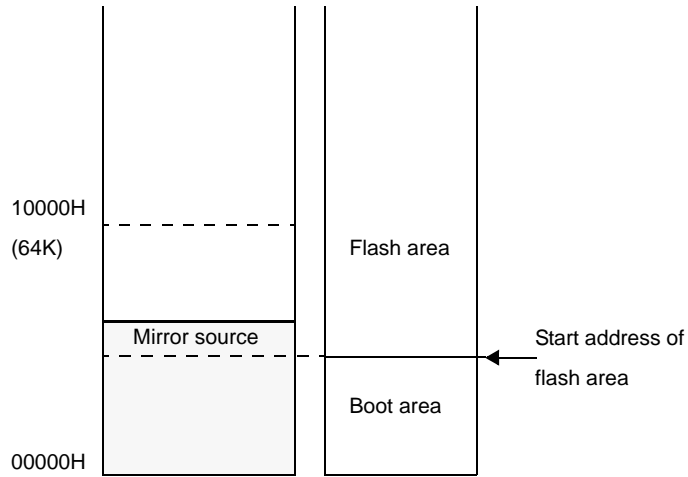 10000H
(64K)
Flash area
Mirror source
Start address of
flash area
Boot area
00000H